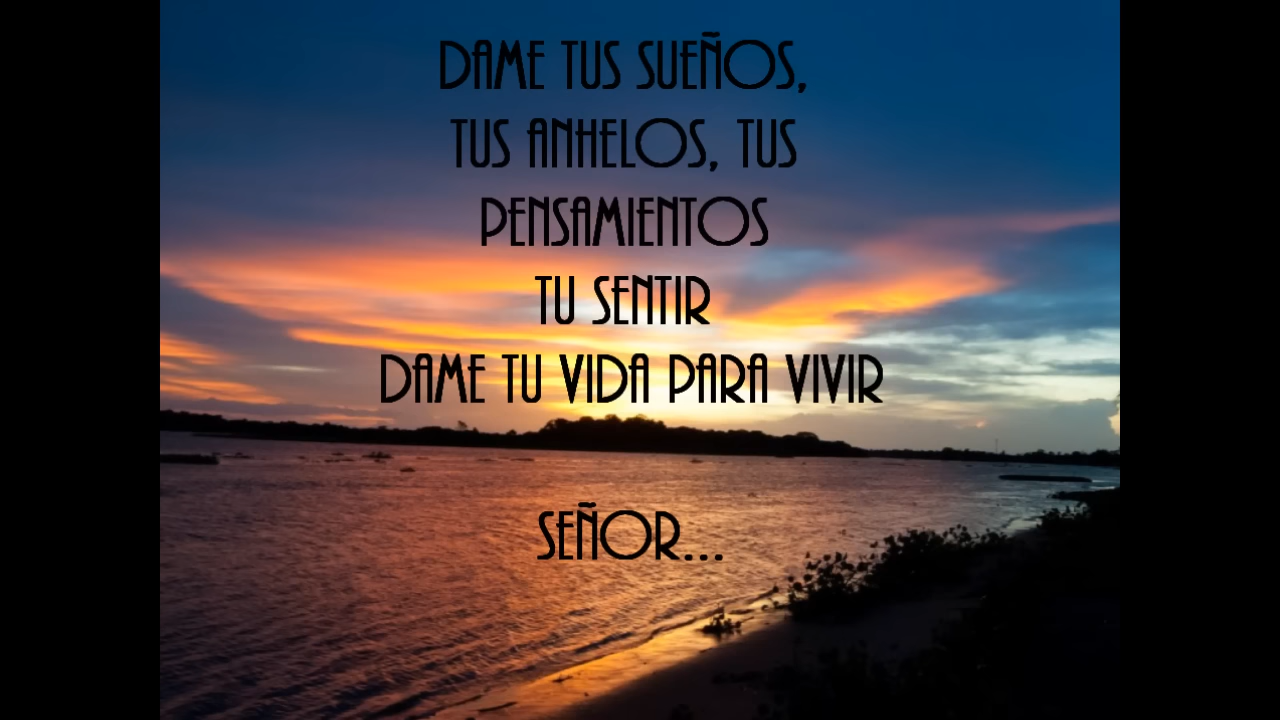 DAME TUS SUEÑOS,
TUS ANHELOS, TUS
PENSAMIENTOS
TU SENTIR
DAME TU VIDA PARA VIVIR
SEÑOR...